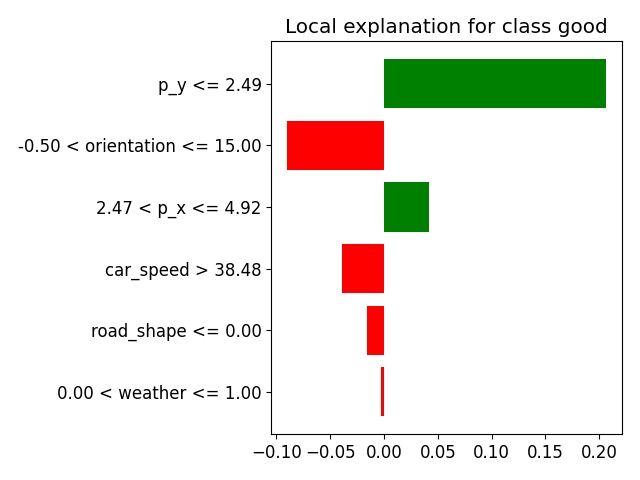 Local explanation for class good
p_y <= 2.49
-0.50 < orientation <= 15.00
2.47 < p_x <= 4.92
car_speed > 38.48
road_shape <= 0.00
0.00 < weather <= 1.00
−0.10 −0.05 0.00 0.05 0.10 0.15 0.20